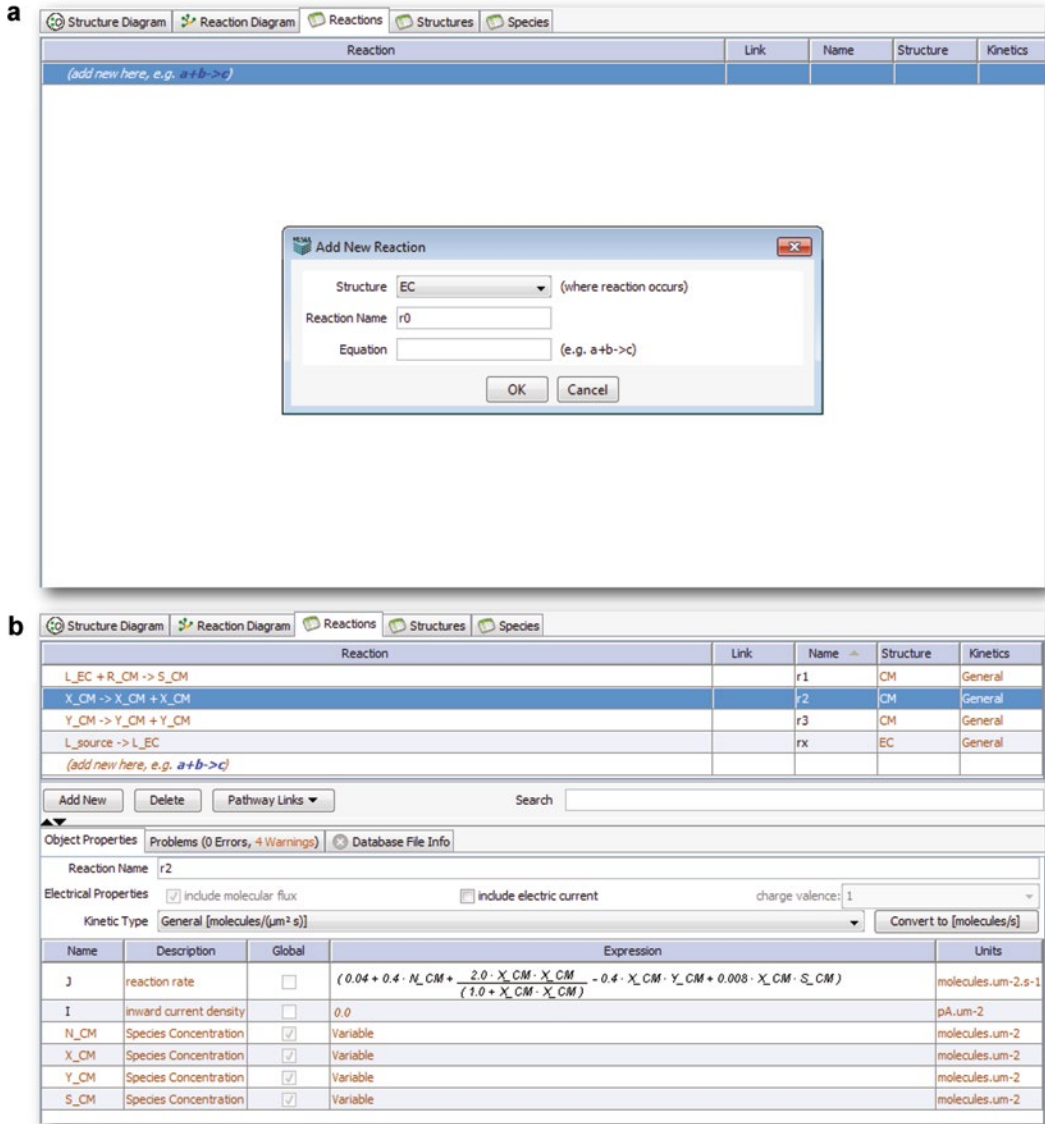 a
Structure Diagram Reaction Diagram Reactions Structures Species
Reaction Link Name Structure Kinetics
(add new here, e.g. a+b->c)
Add New Reaction
Structure EC (where reaction occurs)
Reaction Name r0
Equation (e.g. a+b->c)
OK Cancel
b
Structure Diagram Reaction Diagram Reactions Structures Species
Reaction Link Name Structure Kinetics
L_EC + R_CM -> S_CM r1 CM General
X_CM -> X_CM + X_CM r2 CM General
Y_CM -> Y_CM + Y_CM r3 CM General
L_source -> L_EC rx EC General
(add new here, e.g. a+b->c)
Add New Delete Pathway Links Search
Object Properties Problems (0 Errors, 4 Warnings) Database File Info
Reaction Name r2
Electrical Properties include molecular flux include electric current charge valence: 1
Kinetic Type General [molecules/(μm² s)] Convert to [molecules/s]
Name Description Global Expression Units
J reaction rate ( 0.04 + 0.4 · N_CM + 2.0 · X_CM · X_CM / ( 1.0 + X_CM · X_CM ) - 0.4 · X_CM · Y_CM + 0.008 · X_CM · S_CM ) molecules.um-2.s-1
I inward current density 0.0 pA.um-2
N_CM Species Concentration Variable molecules.um-2
X_CM Species Concentration Variable molecules.um-2
Y_CM Species Concentration Variable molecules.um-2
S_CM Species Concentration Variable molecules.um-2